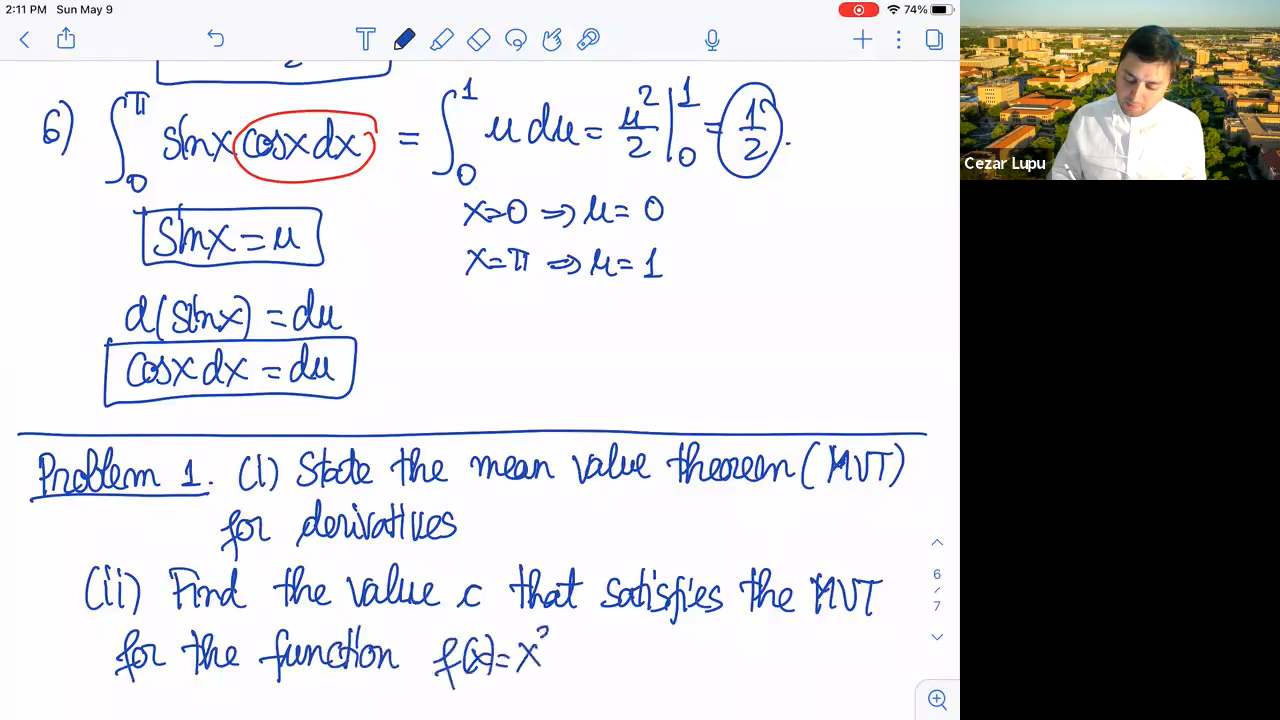 2:11 PM Sun May 9
74%
6) ∫₀^π sinx cosx dx = ∫₀¹ u du = u²/2 |₀¹ = 1/2.
x=0 ⇒ u= 0
x=π ⇒ u= 1
sinx = u
d(sinx) = du
cosx dx = du
Problem 1. (i) State the mean value theorem (MVT)
for derivatives
(ii) Find the value c that satisfies the MVT
for the function f(x)=x
6
/
7
Cezar Lupu